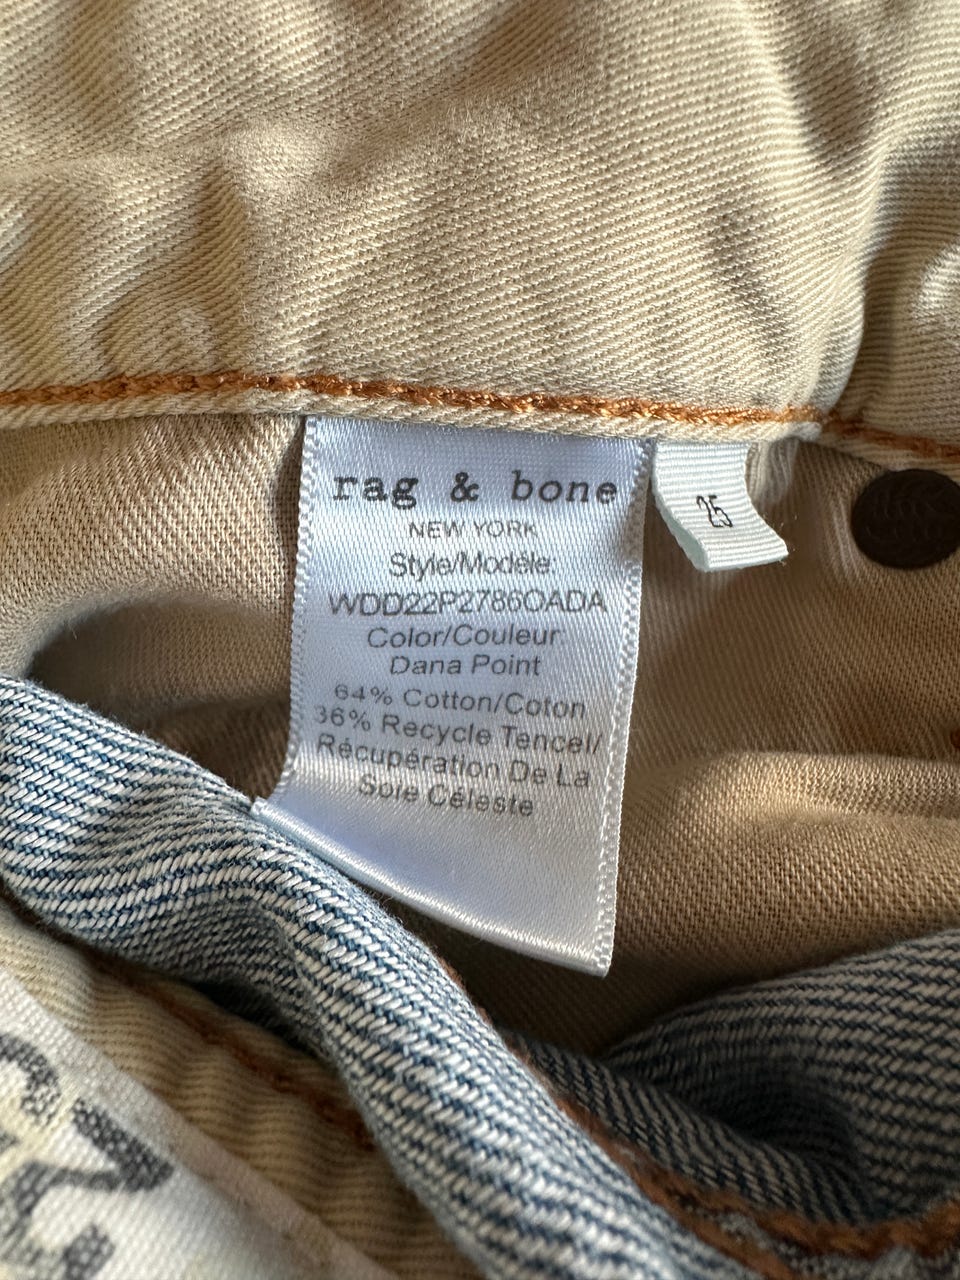 rag & bone
NEW YORK
Style/Modéle:
WDD22P2786OADA
Color/Couleur:
Dana Point
64% Cotton/Coton
36% Recycle Tencel/
Récupération De La
Soie Céleste
25